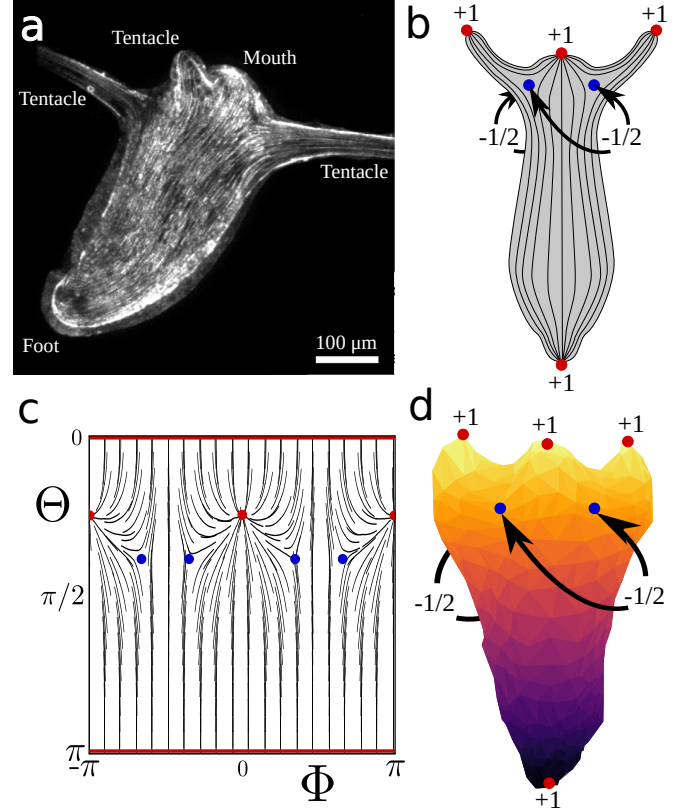 a
Tentacle
Mouth
Tentacle
Tentacle
Foot
100 µm
b
+1
+1
+1
-1/2
-1/2
+1
c
0
Θ
π/2
π
-π
0
Φ
π
d
+1
+1
+1
-1/2
-1/2
+1